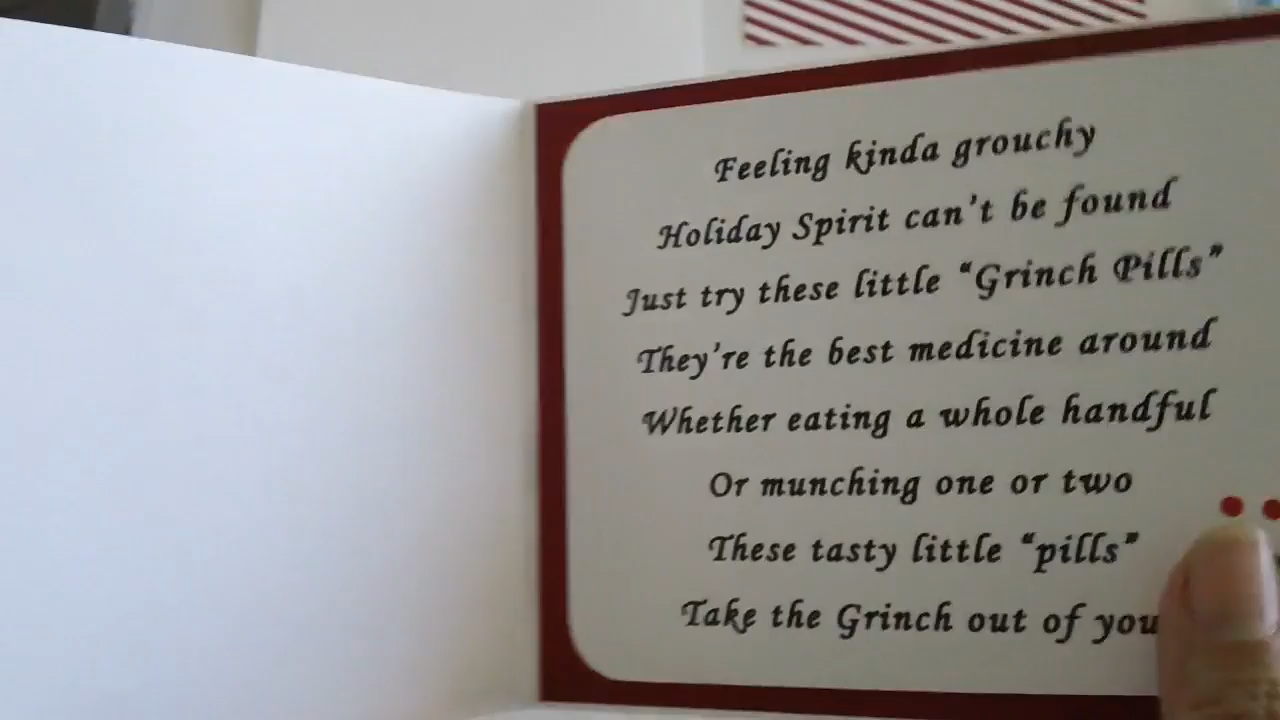 Feeling kinda grouchy
Holiday Spirit can't be found
Just try these little “Grinch Pills”
They're the best medicine around
Whether eating a whole handful
Or munching one or two
These tasty little “pills”
Take the Grinch out of you